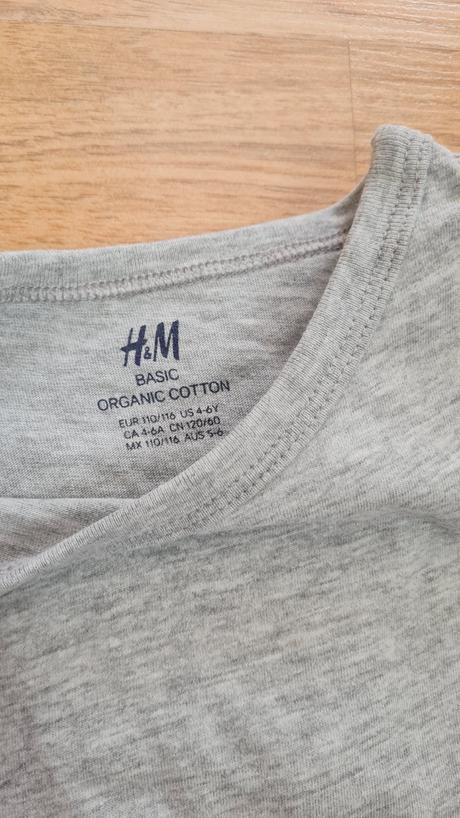 H&M
BASIC
ORGANIC COTTON
EUR 110/116 US 4-6Y
CA 4-6A CN 120/60
MX 110/116 AUS 5-6